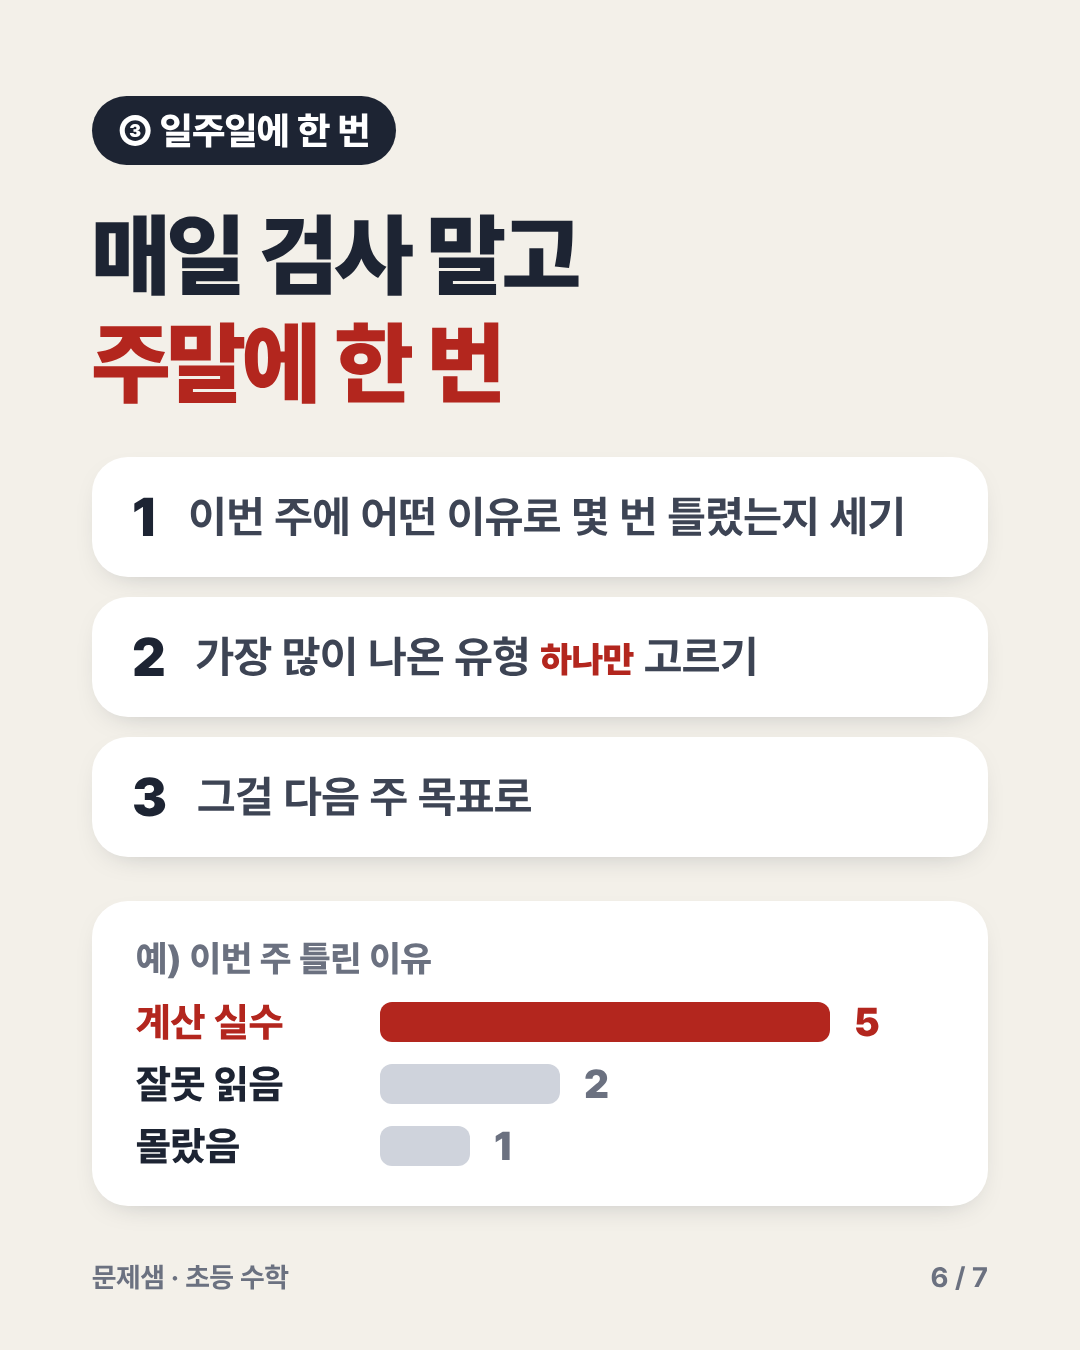 ③ 일주일에 한 번
매일 검사 말고
주말에 한 번
1 이번 주에 어떤 이유로 몇 번 틀렸는지 세기
2 가장 많이 나온 유형 하나만 고르기
3 그걸 다음 주 목표로
예) 이번 주 틀린 이유
계산 실수 5
잘못 읽음 2
몰랐음 1
문제샘 · 초등 수학
6 / 7